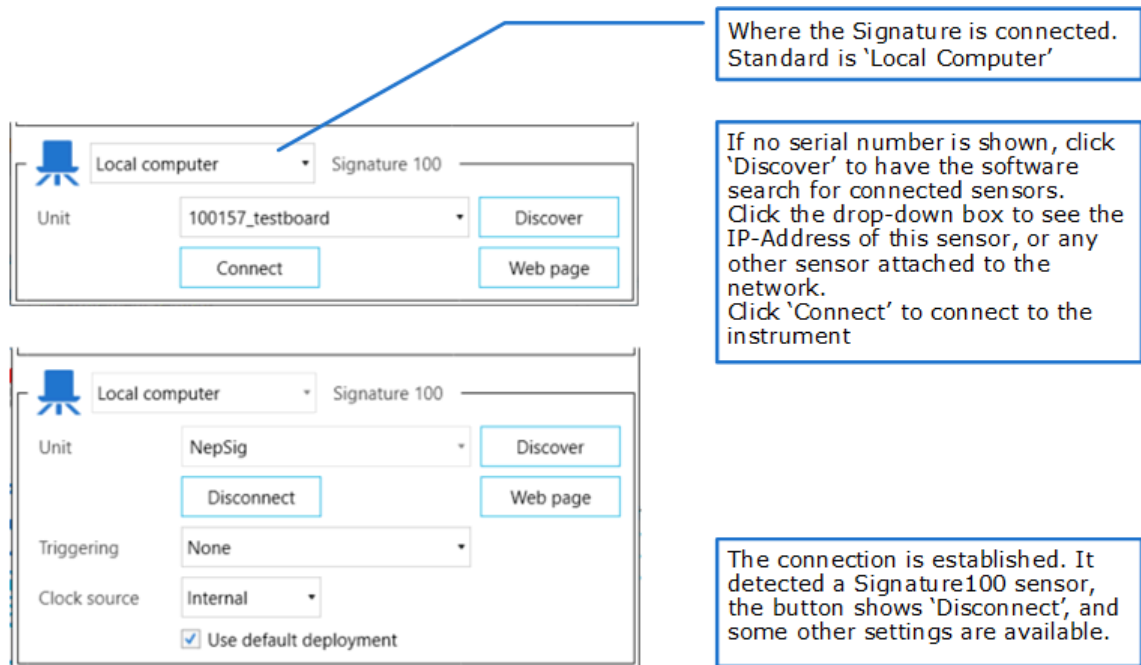 Where the Signature is connected.
Standard is ‘Local Computer’
Local computer
Signature 100
Unit
100157_testboard
Discover
Connect
Web page
If no serial number is shown, click
‘Discover’ to have the software
search for connected sensors.
Click the drop-down box to see the
IP-Address of this sensor, or any
other sensor attached to the
network.
Click ‘Connect’ to connect to the
instrument
Local computer
Signature 100
Unit
NepSig
Discover
Disconnect
Web page
Triggering
None
Clock source
Internal
Use default deployment
The connection is established. It
detected a Signature100 sensor,
the button shows ‘Disconnect’, and
some other settings are available.